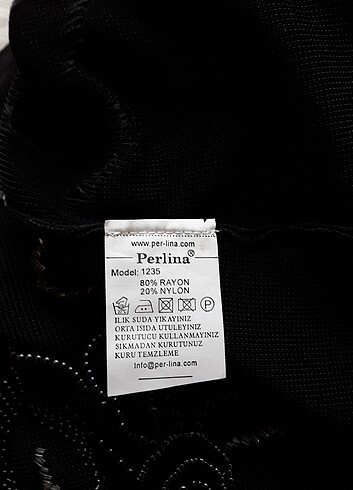 www.per-lina.com
Perlina®
Model: 1235
80% RAYON
20% NYLON
P
ILIK SUDA YIKAYINIZ
ORTA ISIDA UTULEYINIZ
KURUTUCU KULLANMAYINIZ
SIKMADAN KURUTUNUZ
KURU TEMZLEME
Info@per-lina.com